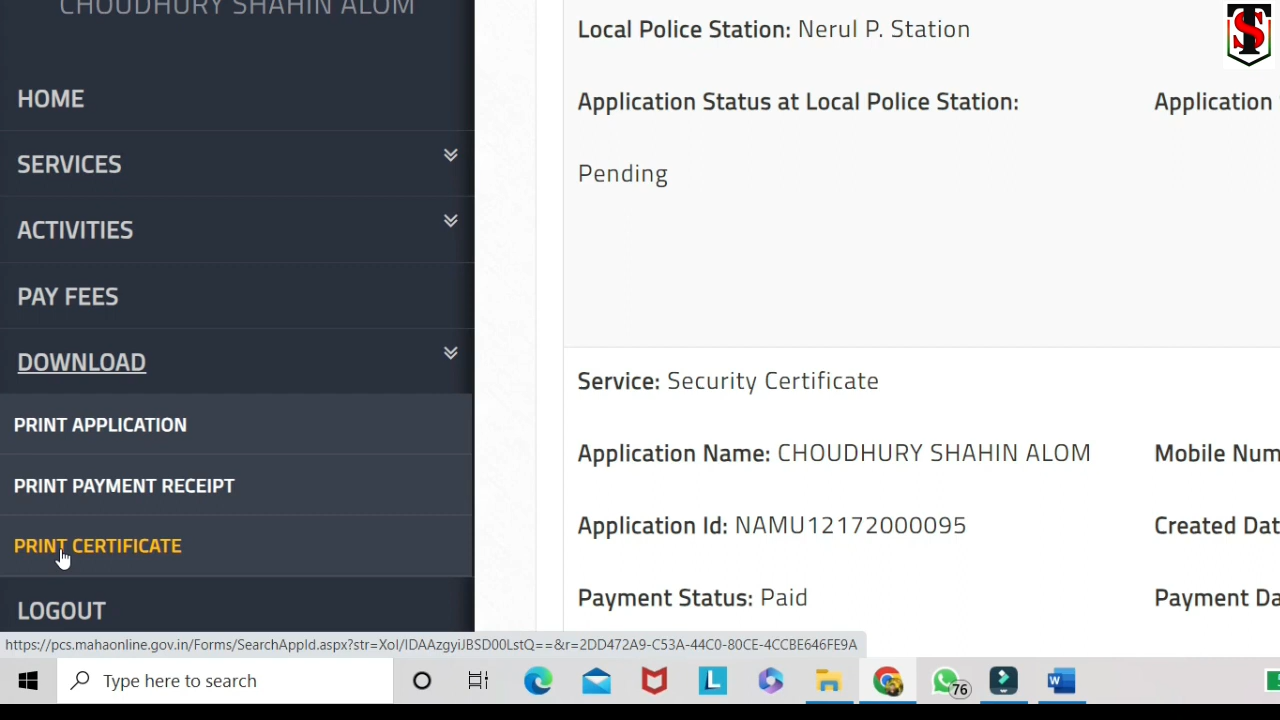 CHOUDHURY SHAHIN ALOM
HOME
SERVICES
ACTIVITIES
PAY FEES
DOWNLOAD
PRINT APPLICATION
PRINT PAYMENT RECEIPT
PRINT CERTIFICATE
LOGOUT
Local Police Station: Nerul P. Station
Application Status at Local Police Station:
Application
Pending
Service: Security Certificate
Application Name: CHOUDHURY SHAHIN ALOM
Mobile Num
Application Id: NAMU12172000095
Created Dat
Payment Status: Paid
Payment Da
https://pcs.mahaonline.gov.in/Forms/SearchAppId.aspx?str=XoI/IDAAzgyiJBSD00LstQ==&r=2DD472A9-C53A-44C0-80CE-4CCBE646FE9A
Type here to search
L
76
W
S